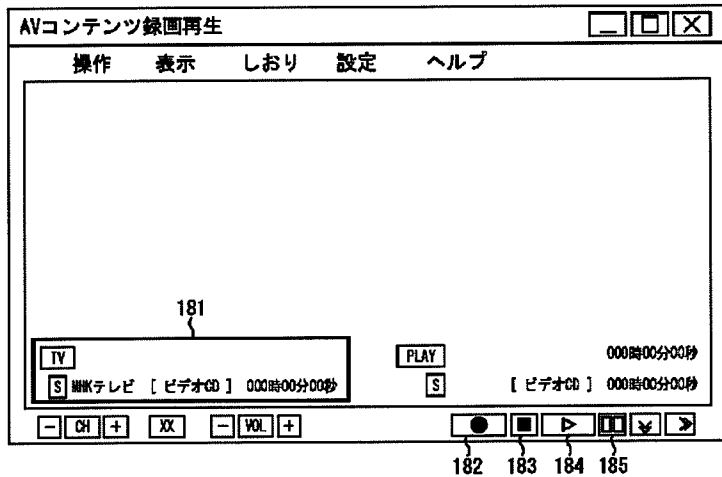 AVコンテンツ録画再生
操作 表示 しおり 設定 ヘルプ
181
TV PLAY 000時00分00秒
S MHKテレビ [ ビデオCD ] 000時00分00秒 S [ ビデオCD ] 000時00分00秒
- CH + XX - VOL +
182 183 184 185